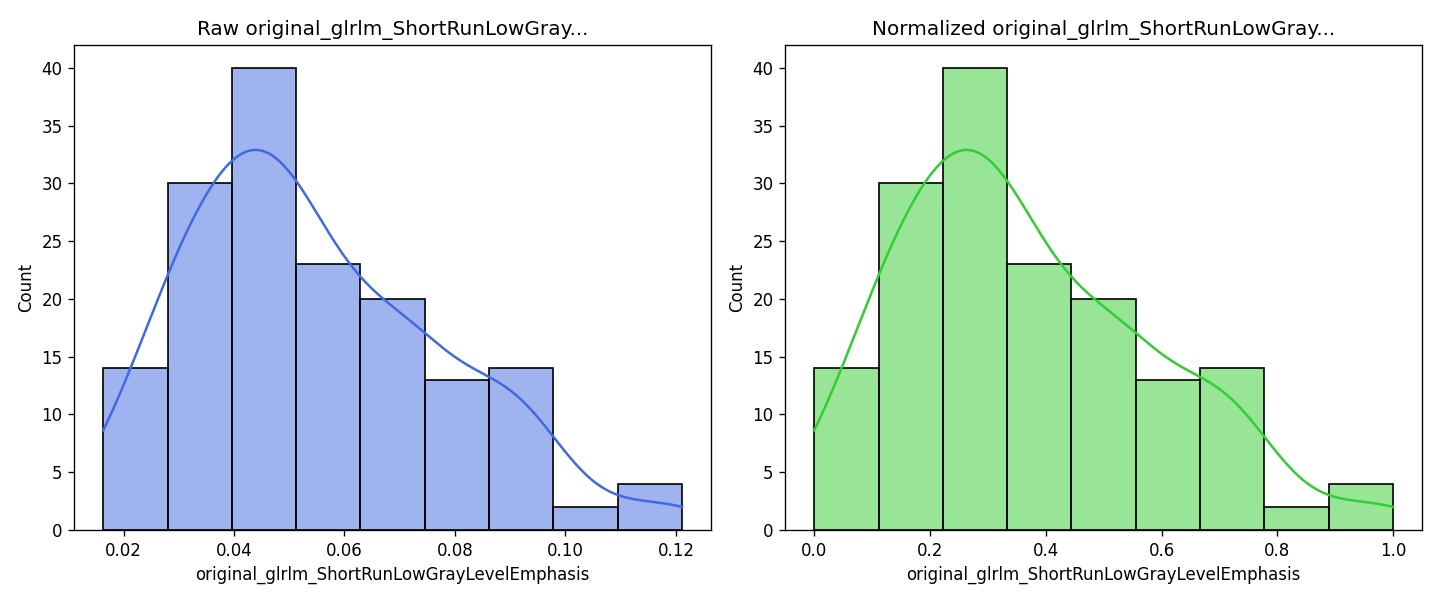 Raw original_glrlm_ShortRunLowGray...
40
35
30
25
20
15
10
5
0
Count
0.02 0.04 0.06 0.08 0.10 0.12
original_glrlm_ShortRunLowGrayLevelEmphasis
Normalized original_glrlm_ShortRunLowGray...
40
35
30
25
20
15
10
5
0
Count
0.0 0.2 0.4 0.6 0.8 1.0
original_glrlm_ShortRunLowGrayLevelEmphasis